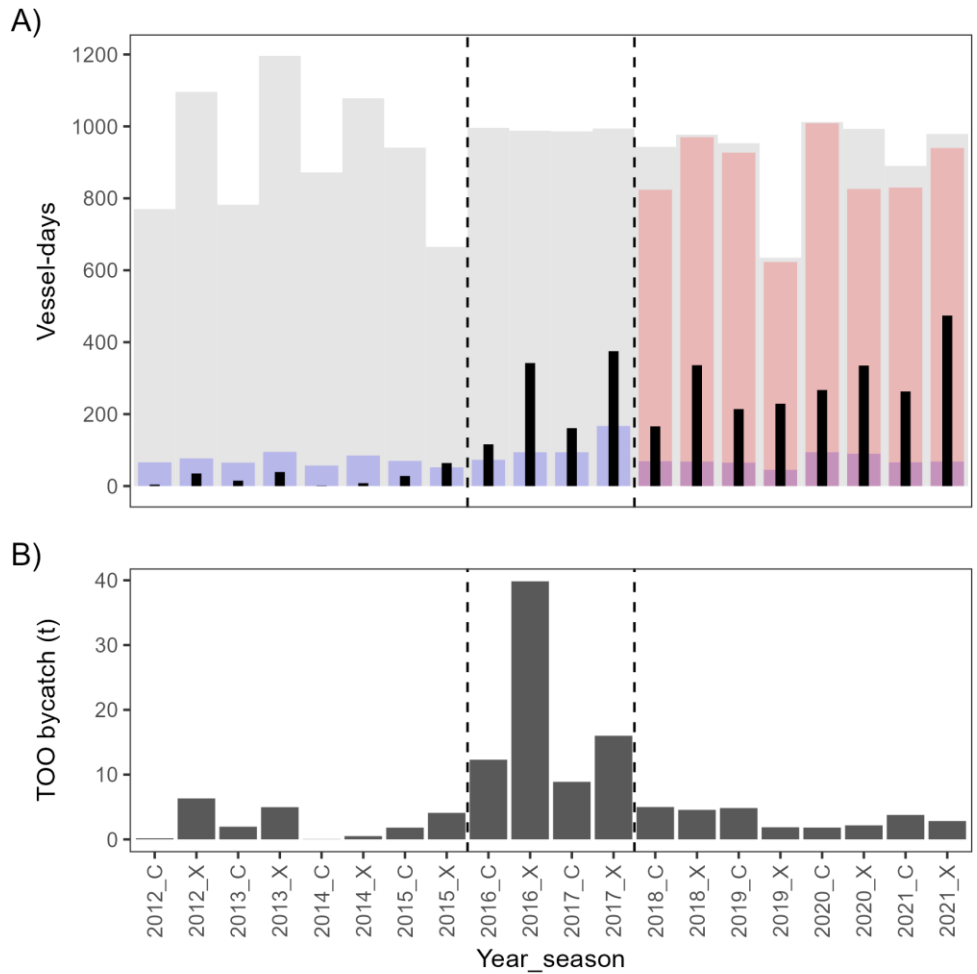 A)
1200
1000
800
600
400
200
0
Vessel-days
B)
40
30
20
10
0
TOO bycatch (t)
2012_C
2012_X
2013_C
2013_X
2014_C
2014_X
2015_C
2015_X
2016_C
2016_X
2017_C
2017_X
2018_C
2018_X
2019_C
2019_X
2020_C
2020_X
2021_C
2021_X
Year_season